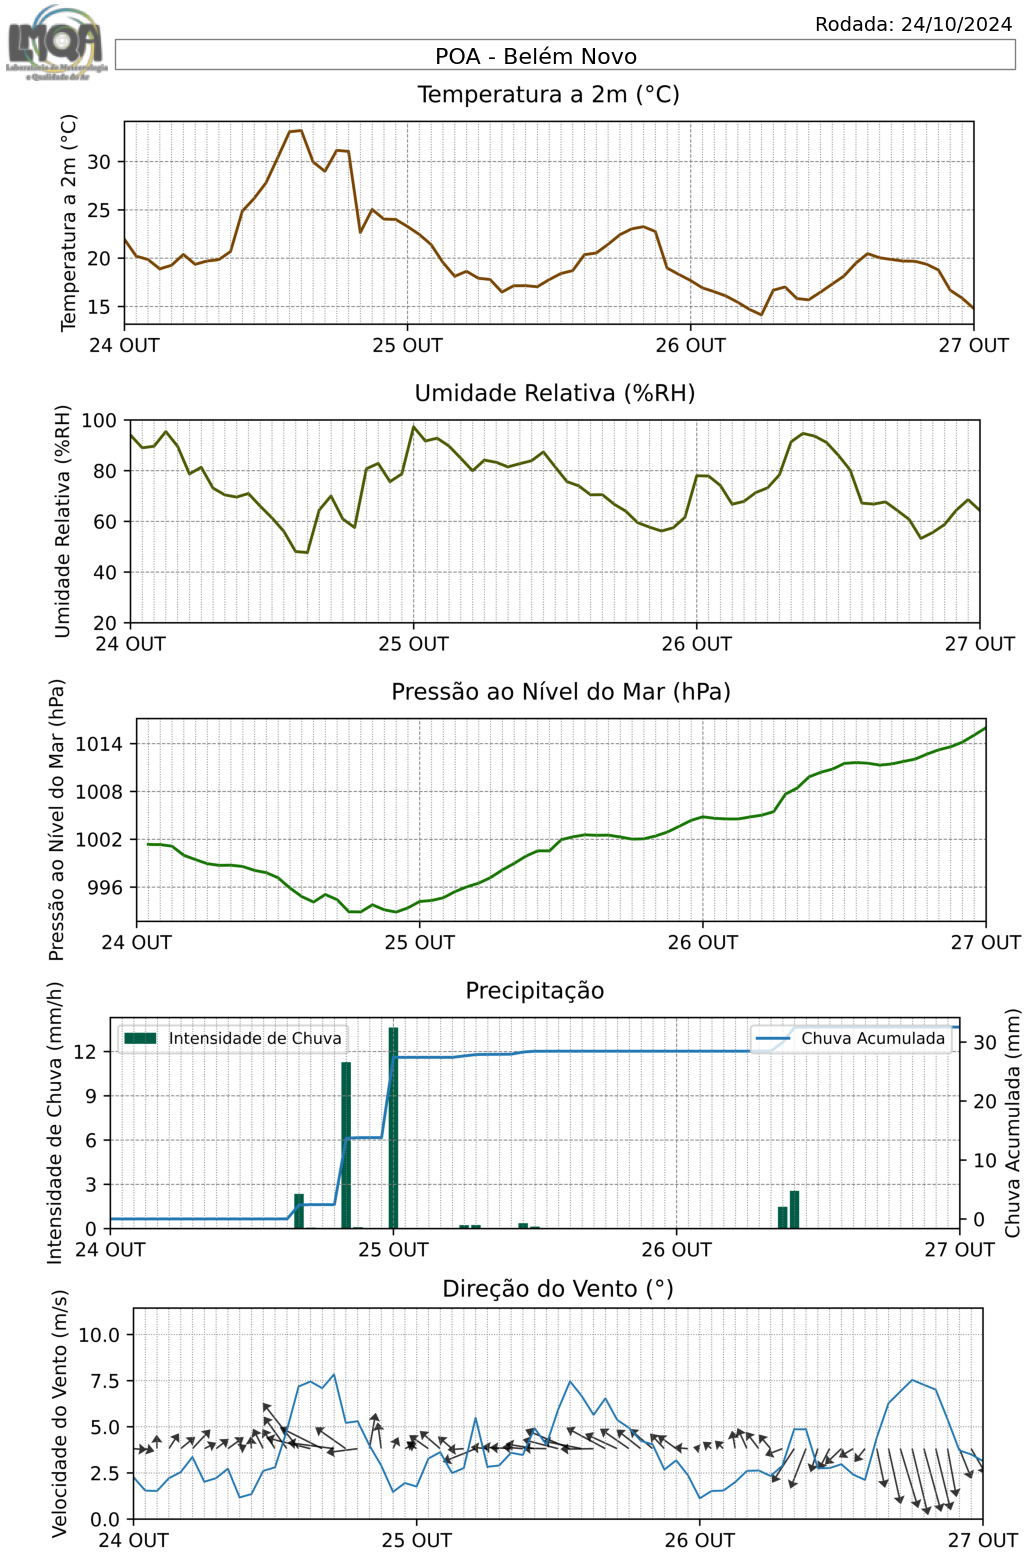 LMQA
Laboratório de Meteorologia
e Qualidade do Ar
Rodada: 24/10/2024
POA - Belém Novo
Temperatura a 2m (°C)
Temperatura a 2m (°C)
30
25
20
15
24 OUT 25 OUT 26 OUT 27 OUT
Umidade Relativa (%RH)
Umidade Relativa (%RH)
100
80
60
40
20
24 OUT 25 OUT 26 OUT 27 OUT
Pressão ao Nível do Mar (hPa)
Pressão ao Nível do Mar (hPa)
1014
1008
1002
996
24 OUT 25 OUT 26 OUT 27 OUT
Precipitação
Intensidade de Chuva (mm/h)
Intensidade de Chuva
Chuva Acumulada
12
9
6
3
0
30
20
10
0
Chuva Acumulada (mm)
24 OUT 25 OUT 26 OUT 27 OUT
Direção do Vento (°)
Velocidade do Vento (m/s)
10.0
7.5
5.0
2.5
0.0
24 OUT 25 OUT 26 OUT 27 OUT